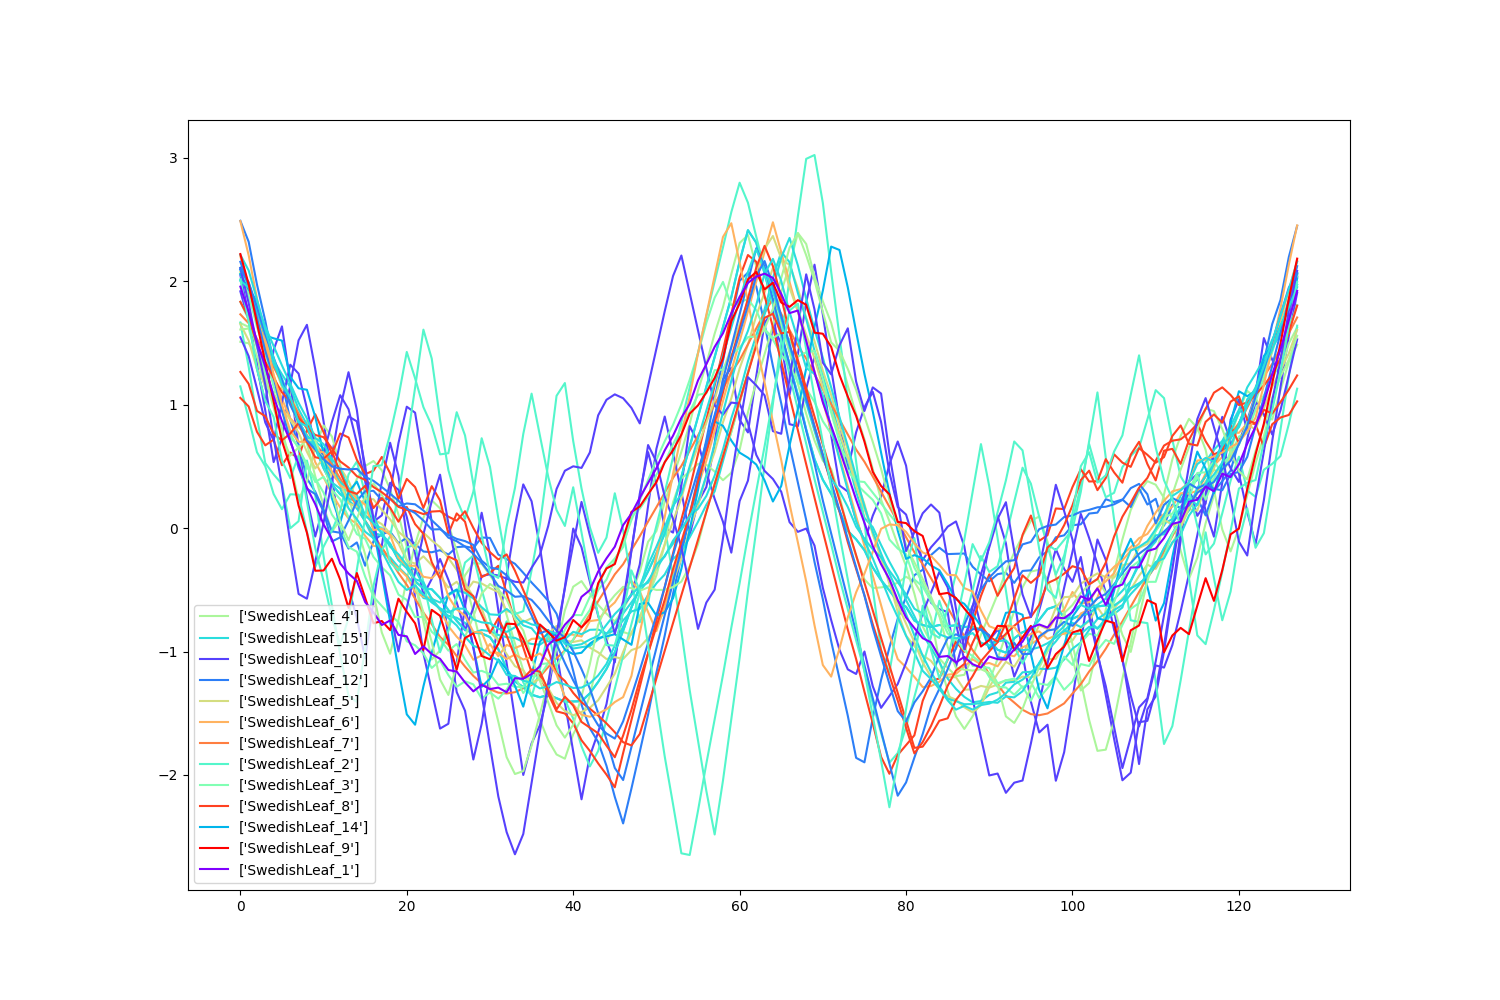 3
2
1
0
−1
−2
['SwedishLeaf_4']
['SwedishLeaf_15']
['SwedishLeaf_10']
['SwedishLeaf_12']
['SwedishLeaf_5']
['SwedishLeaf_6']
['SwedishLeaf_7']
['SwedishLeaf_2']
['SwedishLeaf_3']
['SwedishLeaf_8']
['SwedishLeaf_14']
['SwedishLeaf_9']
['SwedishLeaf_1']
0 20 40 60 80 100 120